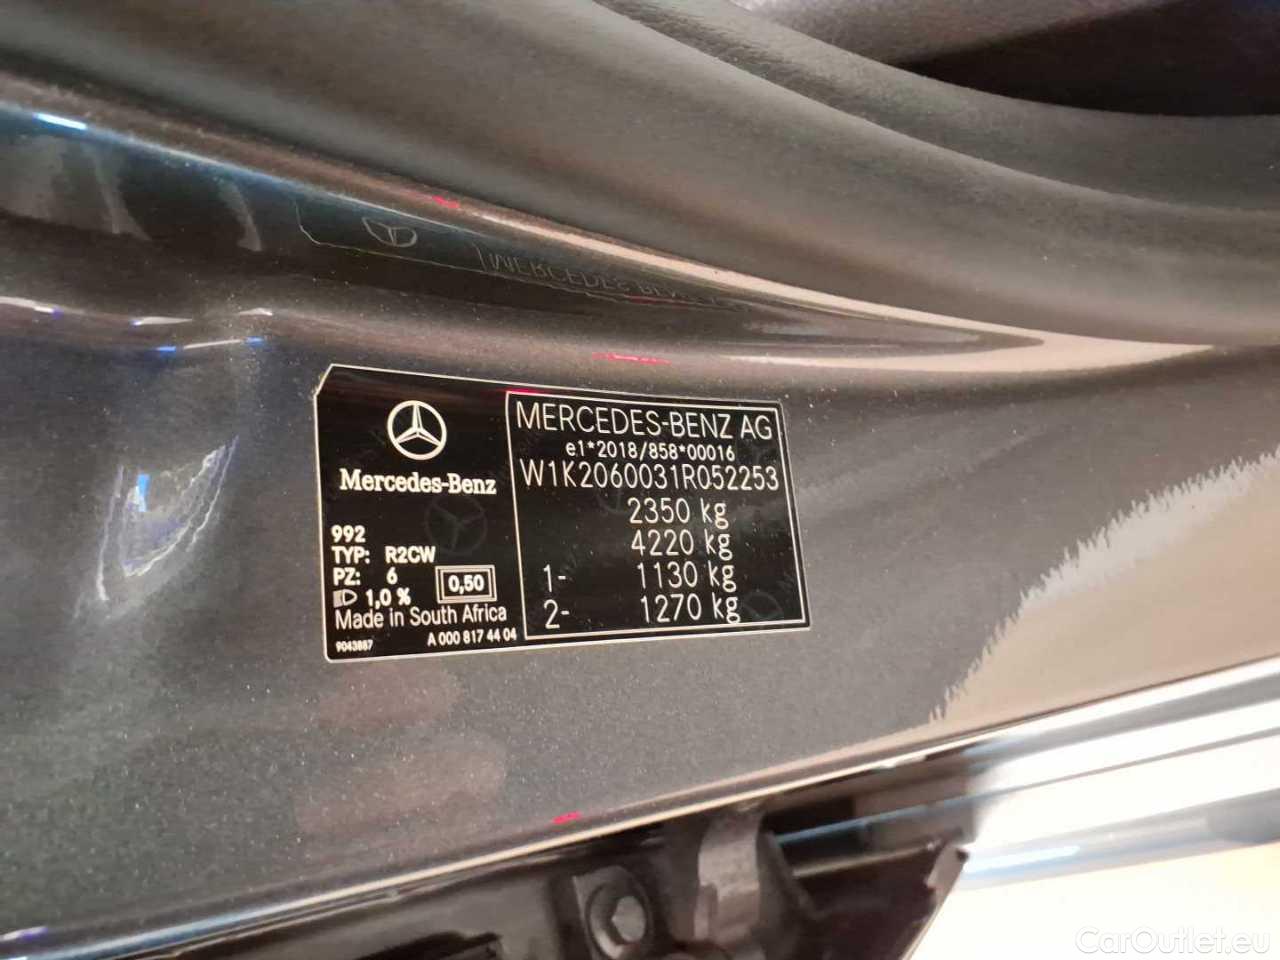 Mercedes-Benz
992
TYP: R2CW
PZ: 6
1,0 %
0,50
Made in South Africa
9043887
A 000 817 44 04
MERCEDES-BENZ AG
e1*2018/858*00016
W1K2060031R052253
2350 kg
4220 kg
1- 1130 kg
2- 1270 kg
CarOutlet.eu